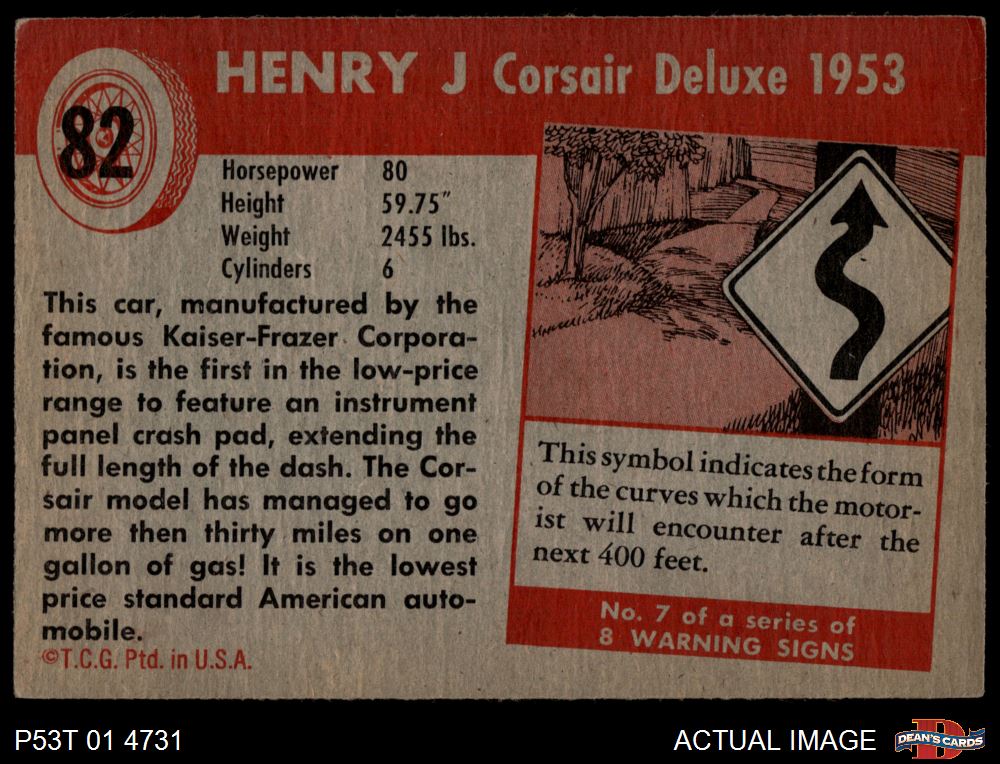 HENRY J Corsair Deluxe 1953
82
Horsepower 80
Height 59.75"
Weight 2455 lbs.
Cylinders 6
This car, manufactured by the
famous Kaiser-Frazer Corpora-
tion, is the first in the low-price
range to feature an instrument
panel crash pad, extending the
full length of the dash. The Cor-
sair model has managed to go
more then thirty miles on one
gallon of gas! It is the lowest
price standard American auto-
mobile.
©T.C.G. Ptd. in U.S.A.
This symbol indicates the form
of the curves which the motor-
ist will encounter after the
next 400 feet.
No. 7 of a series of
8 WARNING SIGNS
P53T 01 4731
ACTUAL IMAGE
D
DEAN'S CARDS